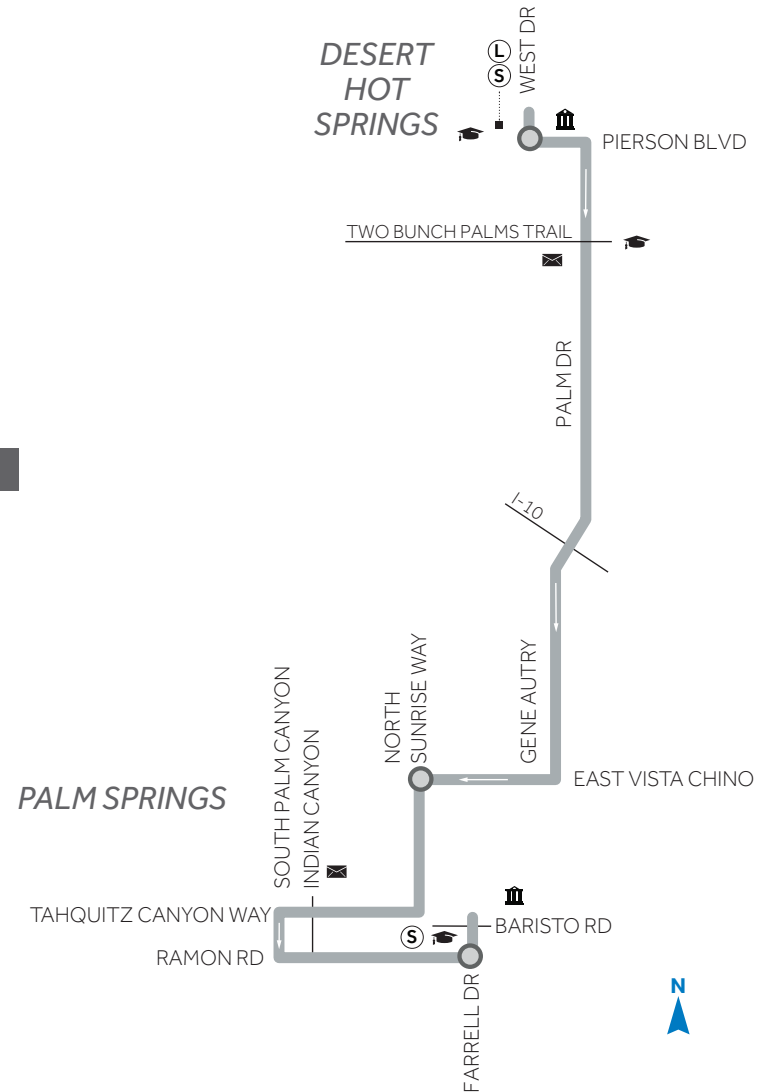 DESERT
HOT
SPRINGS
L
S
WEST DR
PIERSON BLVD
TWO BUNCH PALMS TRAIL
PALM DR
I-10
GENE AUTRY
NORTH
SUNRISE WAY
EAST VISTA CHINO
SOUTH PALM CANYON
INDIAN CANYON
PALM SPRINGS
TAHQUITZ CANYON WAY
BARISTO RD
S
RAMON RD
FARRELL DR
N